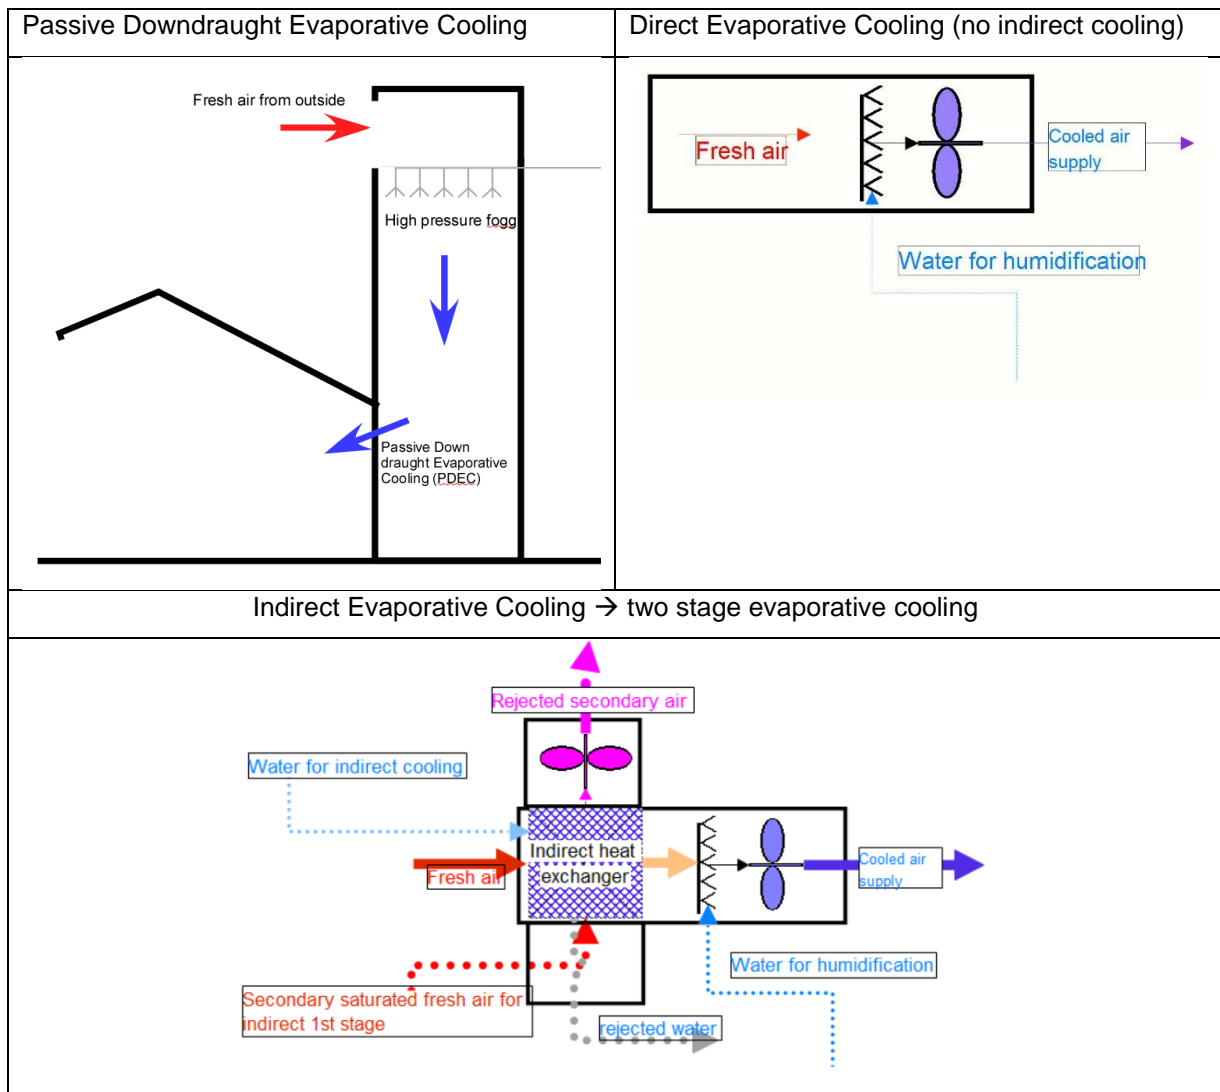 Passive Downdraught Evaporative Cooling
Direct Evaporative Cooling (no indirect cooling)
Fresh air from outside
High pressure fogg
Passive Down
draught Evaporative
Cooling (PDEC)
Fresh air
Cooled air
supply
Water for humidification
Indirect Evaporative Cooling → two stage evaporative cooling
Rejected secondary air
Water for indirect cooling
Indirect heat
exchanger
Fresh air
Cooled air
supply
Water for humidification
Secondary saturated fresh air for
indirect 1st stage
rejected water